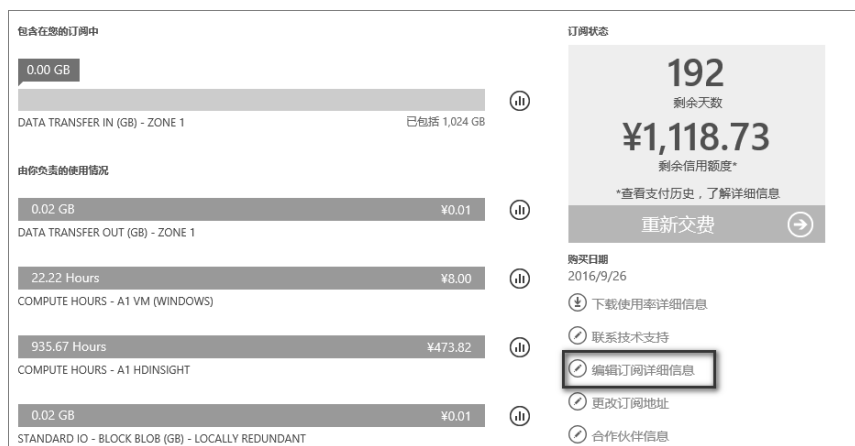 包含在您的订阅中
0.00 GB
DATA TRANSFER IN (GB) - ZONE 1
已包括 1,024 GB
由你负责的使用情况
0.02 GB
¥0.01
DATA TRANSFER OUT (GB) - ZONE 1
22.22 Hours
¥8.00
COMPUTE HOURS - A1 VM (WINDOWS)
935.67 Hours
¥473.82
COMPUTE HOURS - A1 HDINSIGHT
0.02 GB
¥0.01
STANDARD IO - BLOCK BLOB (GB) - LOCALLY REDUNDANT
订阅状态
192
剩余天数
¥1,118.73
剩余信用额度*
*查看支付历史，了解详细信息
重新交费
购买日期
2016/9/26
下载使用率详细信息
联系技术支持
编辑订阅详细信息
更改订阅地址
合作伙伴信息